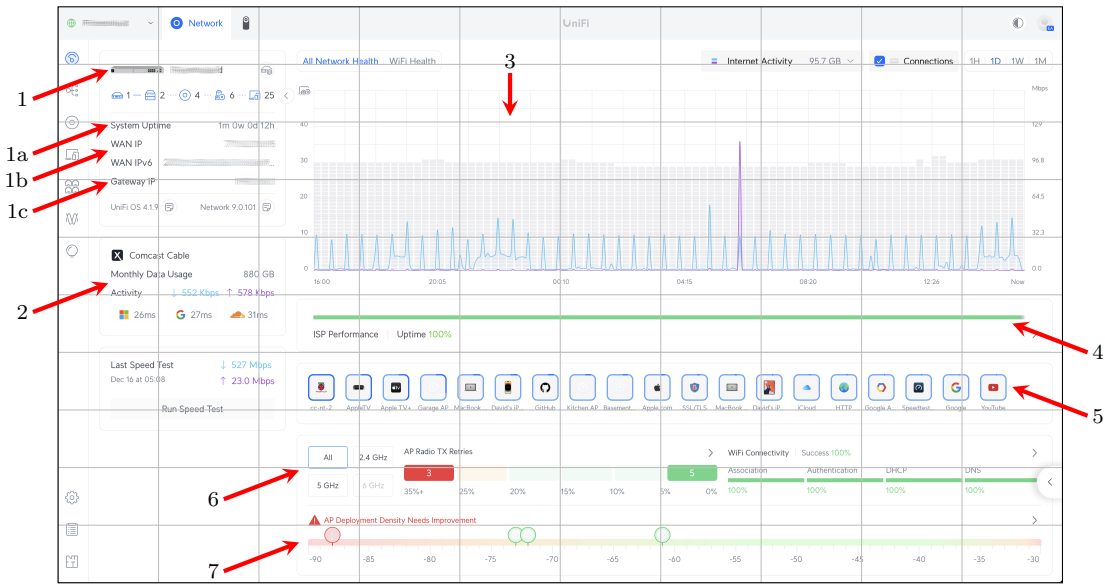 Network
UniFi
1 2 4 6 25
System Uptime 1m 0w 0d 12h
WAN IP
WAN IPv6
Gateway IP
UniFi OS 4.1.9 Network 9.0.101
Comcast Cable
Monthly Data Usage 880 GB
Activity ↓ 552 Kbps ↑ 578 Kbps
26ms 27ms 31ms
Last Speed Test ↓ 527 Mbps
Dec 16 at 05:08 ↑ 23.0 Mbps
Run Speed Test
All Network Health WiFi Health
Internet Activity 95.7 GB Connections 1H 1D 1W 1M
Mbps
40 129
30 96.8
20 64.5
10 32.3
0 0.0
16:00 20:05 00:10 04:15 08:20 12:26 Now
ISP Performance Uptime 100%
cc-nt-2 AppleTV Apple TV+ Garage AP MacBook David's iP... GitHub Kitchen AP Basement Apple.com SSL/TLS MacBook David's iP iCloud HTTP Google A... Speedtest Google YouTube
All 2.4 GHz
5 GHz 6 GHz
AP Radio TX Retries
3 5
35%+ 25% 20% 15% 10% 5% 0%
WiFi Connectivity Success 100%
Association Authentication DHCP DNS
100% 100% 100% 100%
AP Deployment Density Needs Improvement
-90 -85 -80 -75 -70 -65 -60 -55 -50 -45 -40 -35 -30
1
1a
1b
1c
2
3
4
5
6
7